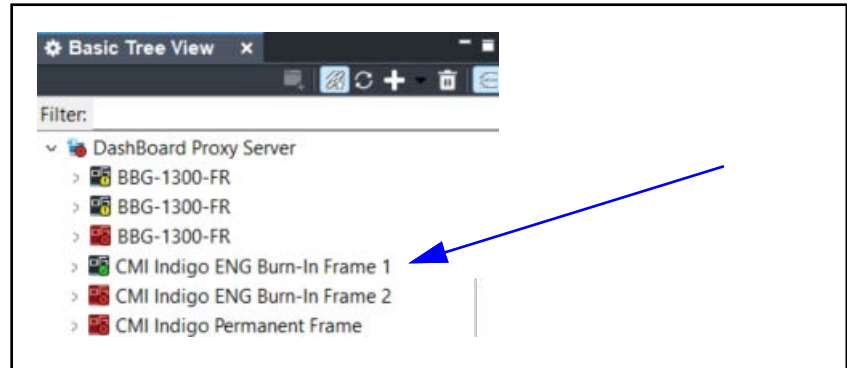 Basic Tree View
Filter:
DashBoard Proxy Server
BBG-1300-FR
BBG-1300-FR
BBG-1300-FR
CMI Indigo ENG Burn-In Frame 1
CMI Indigo ENG Burn-In Frame 2
CMI Indigo Permanent Frame